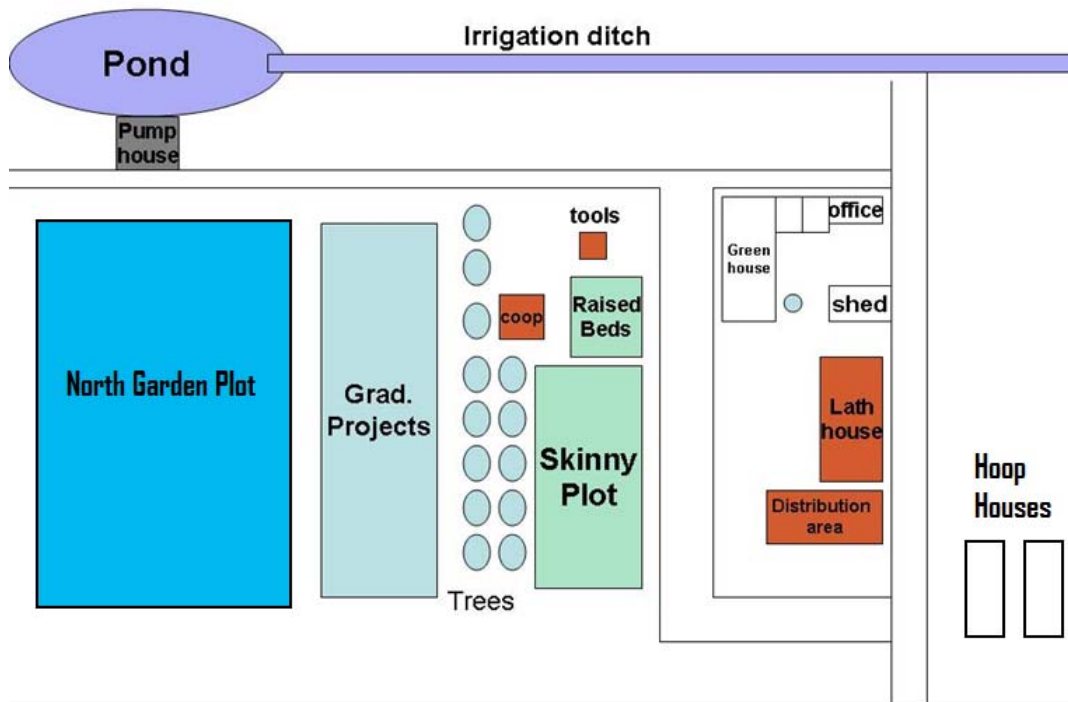 Irrigation ditch
Pond
Pump
house
tools
office
Green
house
coop
Raised
Beds
shed
North Garden Plot
Grad.
Projects
Lath
house
Skinny
Plot
Hoop
Houses
Distribution
area
Trees